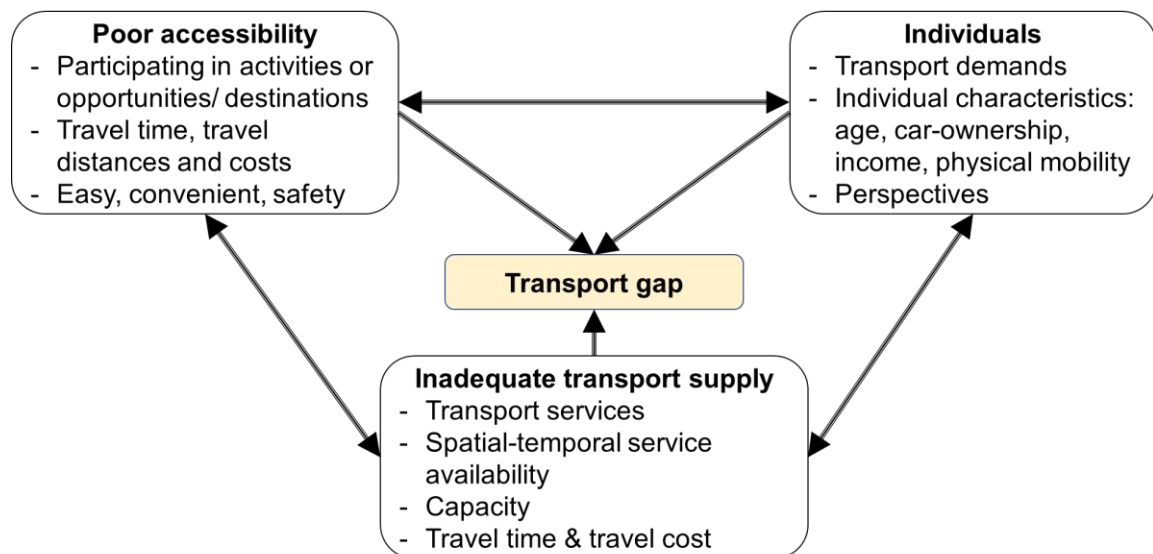 Poor accessibility
- Participating in activities or
opportunities/ destinations
- Travel time, travel
distances and costs
- Easy, convenient, safety
Individuals
- Transport demands
- Individual characteristics:
age, car-ownership,
income, physical mobility
- Perspectives
Transport gap
Inadequate transport supply
- Transport services
- Spatial-temporal service
availability
- Capacity
- Travel time & travel cost